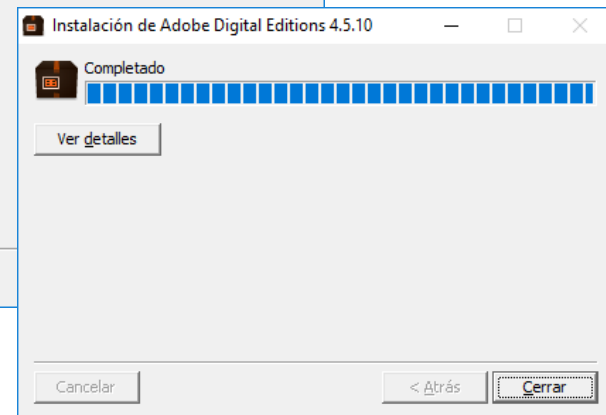 Instalación de Adobe Digital Editions 4.5.10
Completado
Ver detalles
Cancelar
< Atrás
Cerrar